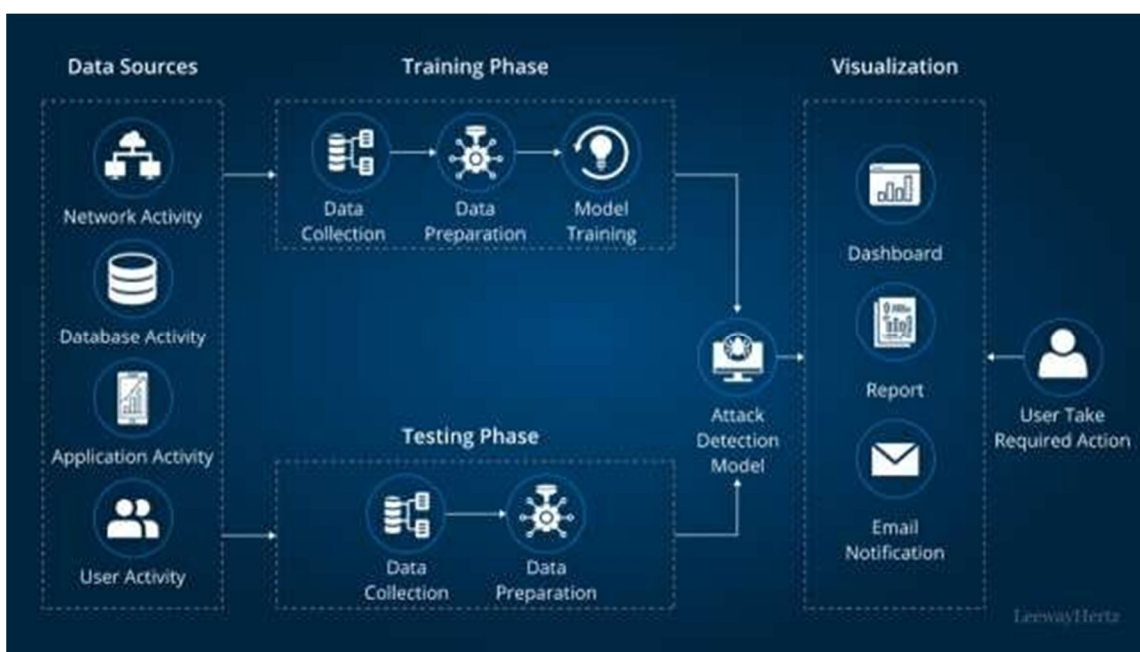 Data Sources
Training Phase
Visualization
Network Activity
Database Activity
Application Activity
User Activity
Data
Collection
Data
Preparation
Model
Training
Testing Phase
Data
Collection
Data
Preparation
Attack
Detection
Model
Dashboard
Report
Email
Notification
User Take
Required Action
LeewayHertz